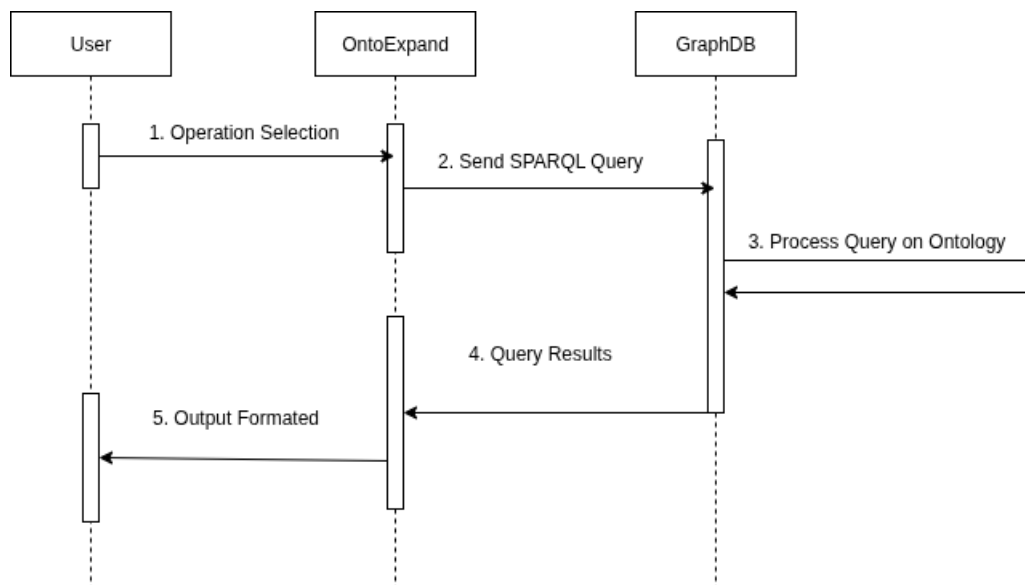 User
OntoExpand
GraphDB
1. Operation Selection
2. Send SPARQL Query
3. Process Query on Ontology
4. Query Results
5. Output Formated